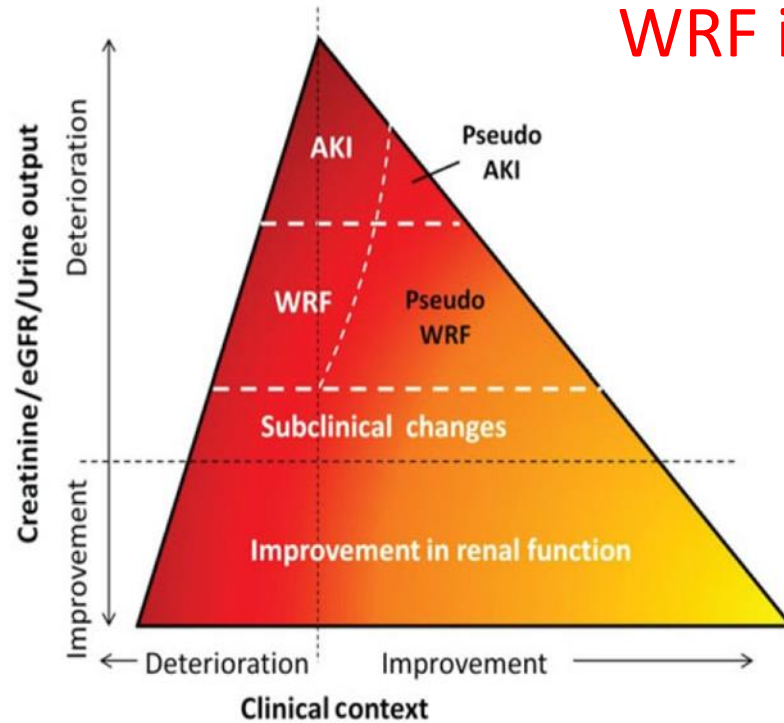 WRF i
Creatinine/eGFR/Urine output
Deterioration
Improvement
AKI
Pseudo
AKI
WRF
Pseudo
WRF
Subclinical changes
Improvement in renal function
Deterioration
Improvement
Clinical context